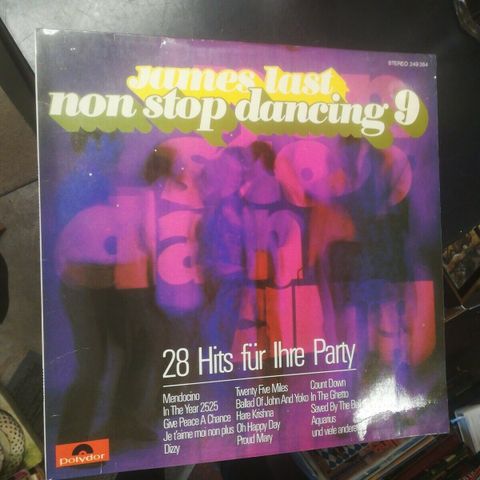 STEREO 249 364
james last
non stop dancing 9
28 Hits für Ihre Party
Mendocino
In The Year 2525
Give Peace A Chance
Je t'aime moi non plus
Dizzy
Twenty Five Miles
Ballad Of John And Yoko
Hare Krishna
Oh Happy Day
Proud Mary
Count Down
In The Ghetto
Saved By The
Aquarius
und viele andere
Polydor